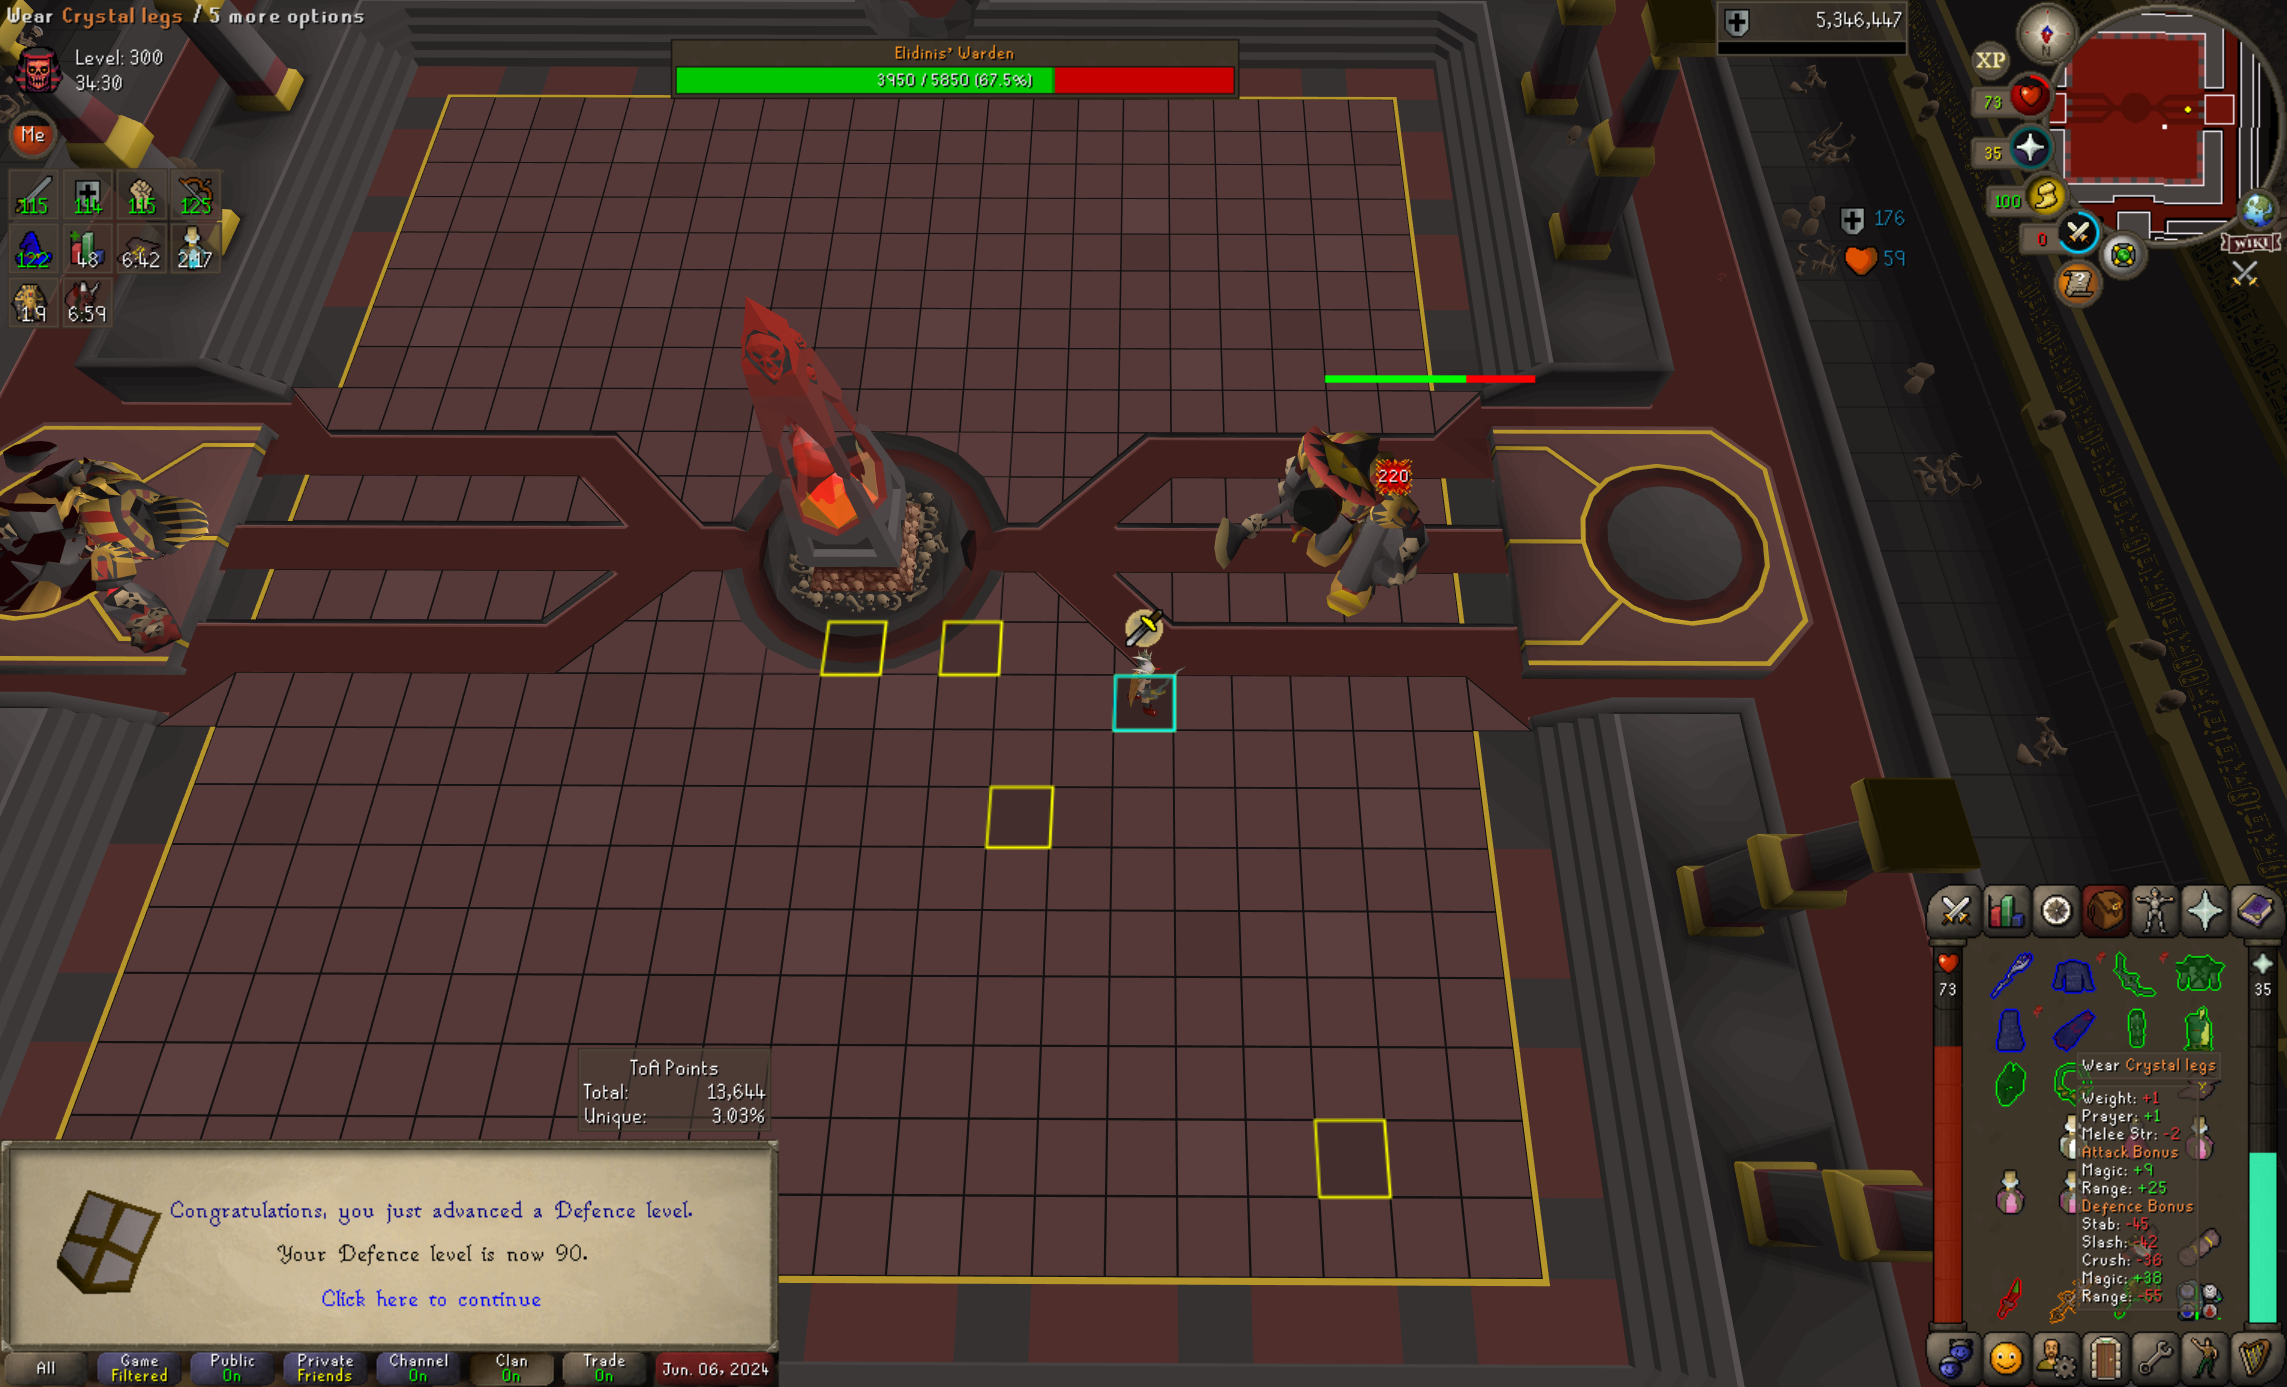 Wear Crystal legs / 5 more options
Level: 300
34:30
Me
115
114
115
125
122
48
6:42
2:17
1.9
6:59
Elidinis' Warden
3950 / 5850 (67.5%)
5,346,447
XP
N
73
35
100
0
WIKI
176
59
220
73
35
Wear Crystal legs
Weight: +1
Prayer: +1
Melee Str: -2
Attack Bonus
Magic: +9
Range: +25
Defence Bonus
Stab: -45
Slash: -42
Crush: -36
Magic: +38
Range: -55
ToA Points
Total: 13,644
Unique: 3.03%
Congratulations, you just advanced a Defence level.
Your Defence level is now 90.
Click here to continue
All
Game
Filtered
Public
On
Private
Friends
Channel
On
Clan
On
Trade
On
Jun. 06, 2024